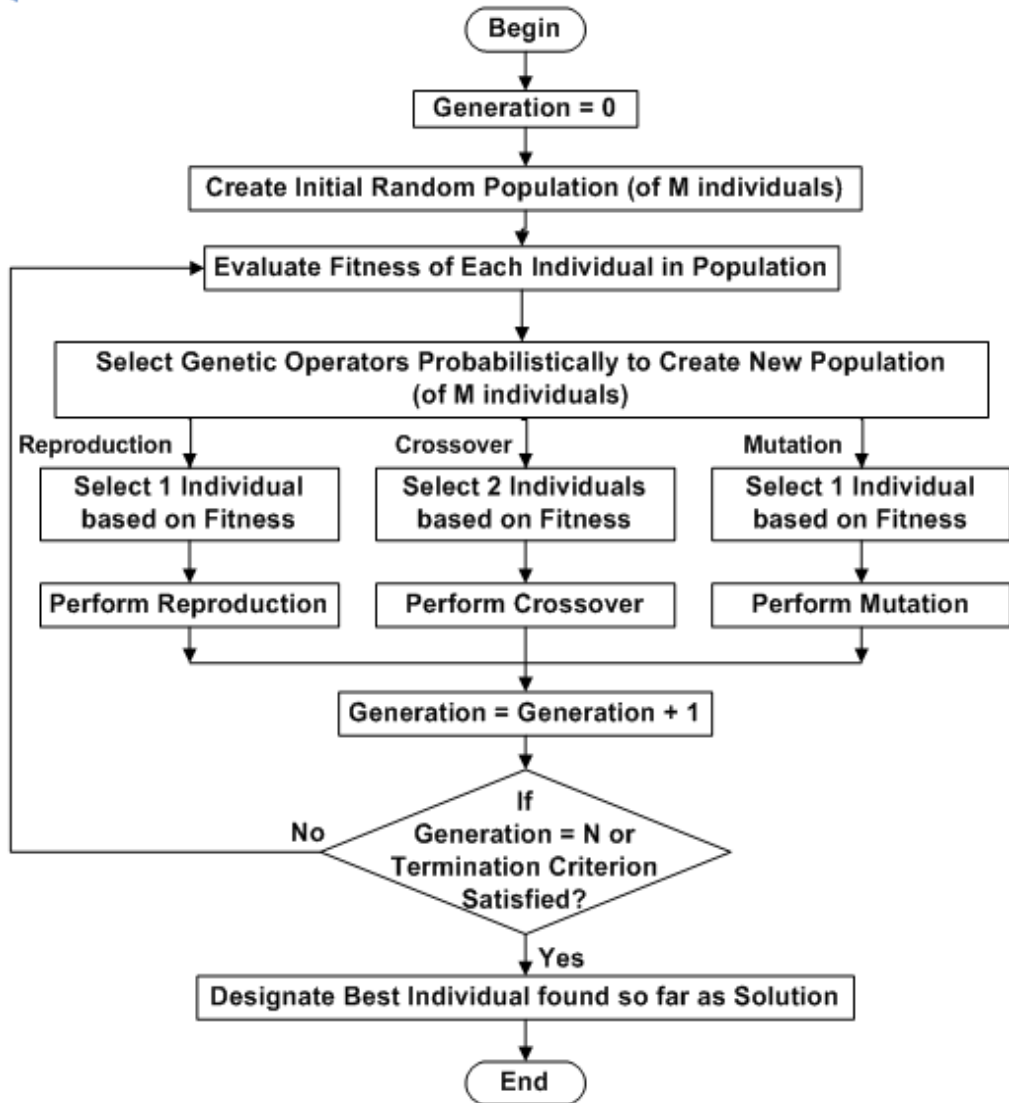 Begin
Generation = 0
Create Initial Random Population (of M individuals)
Evaluate Fitness of Each Individual in Population
Select Genetic Operators Probabilistically to Create New Population
(of M individuals)
Reproduction
Crossover
Mutation
Select 1 Individual
based on Fitness
Select 2 Individuals
based on Fitness
Select 1 Individual
based on Fitness
Perform Reproduction
Perform Crossover
Perform Mutation
Generation = Generation + 1
If
Generation = N or
Termination Criterion
Satisfied?
No
Yes
Designate Best Individual found so far as Solution
End